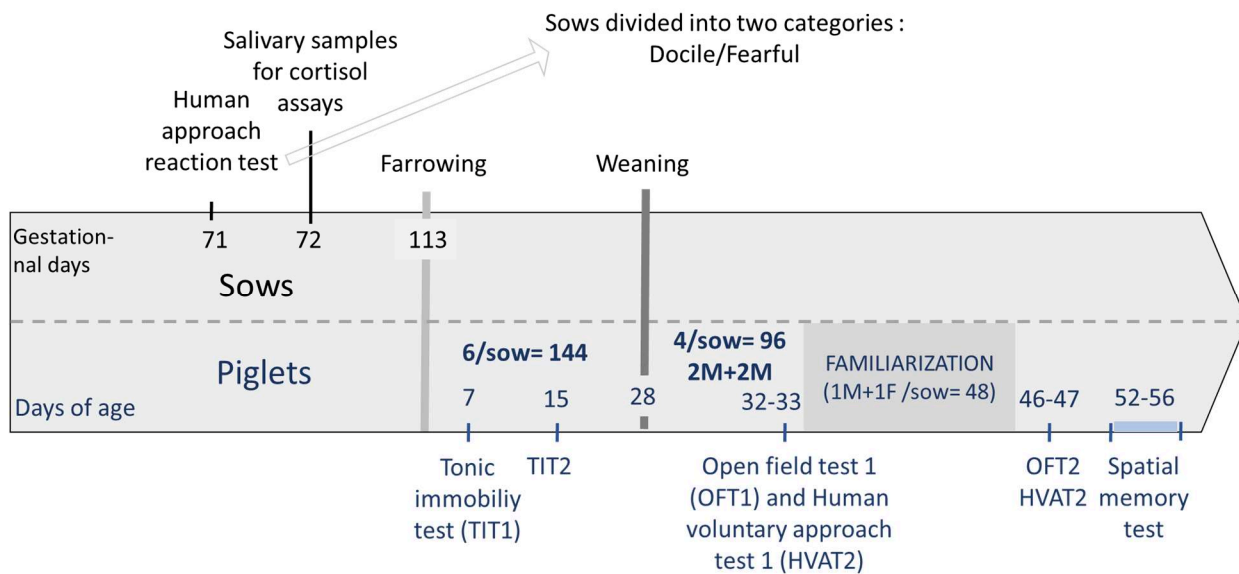 Sows divided into two categories :
Docile/Fearful
Salivary samples
for cortisol
assays
Human
approach
reaction test
Farrowing
Weaning
Gestation-
nal days
71
72
113
Sows
Piglets
Days of age
6/sow= 144
7
15
28
4/sow= 96
2M+2M
32-33
FAMILIARIZATION
(1M+1F /sow= 48)
46-47
52-56
Tonic
immobiliy
test (TIT1)
TIT2
Open field test 1
(OFT1) and Human
voluntary approach
test 1 (HVAT2)
OFT2
HVAT2
Spatial
memory
test